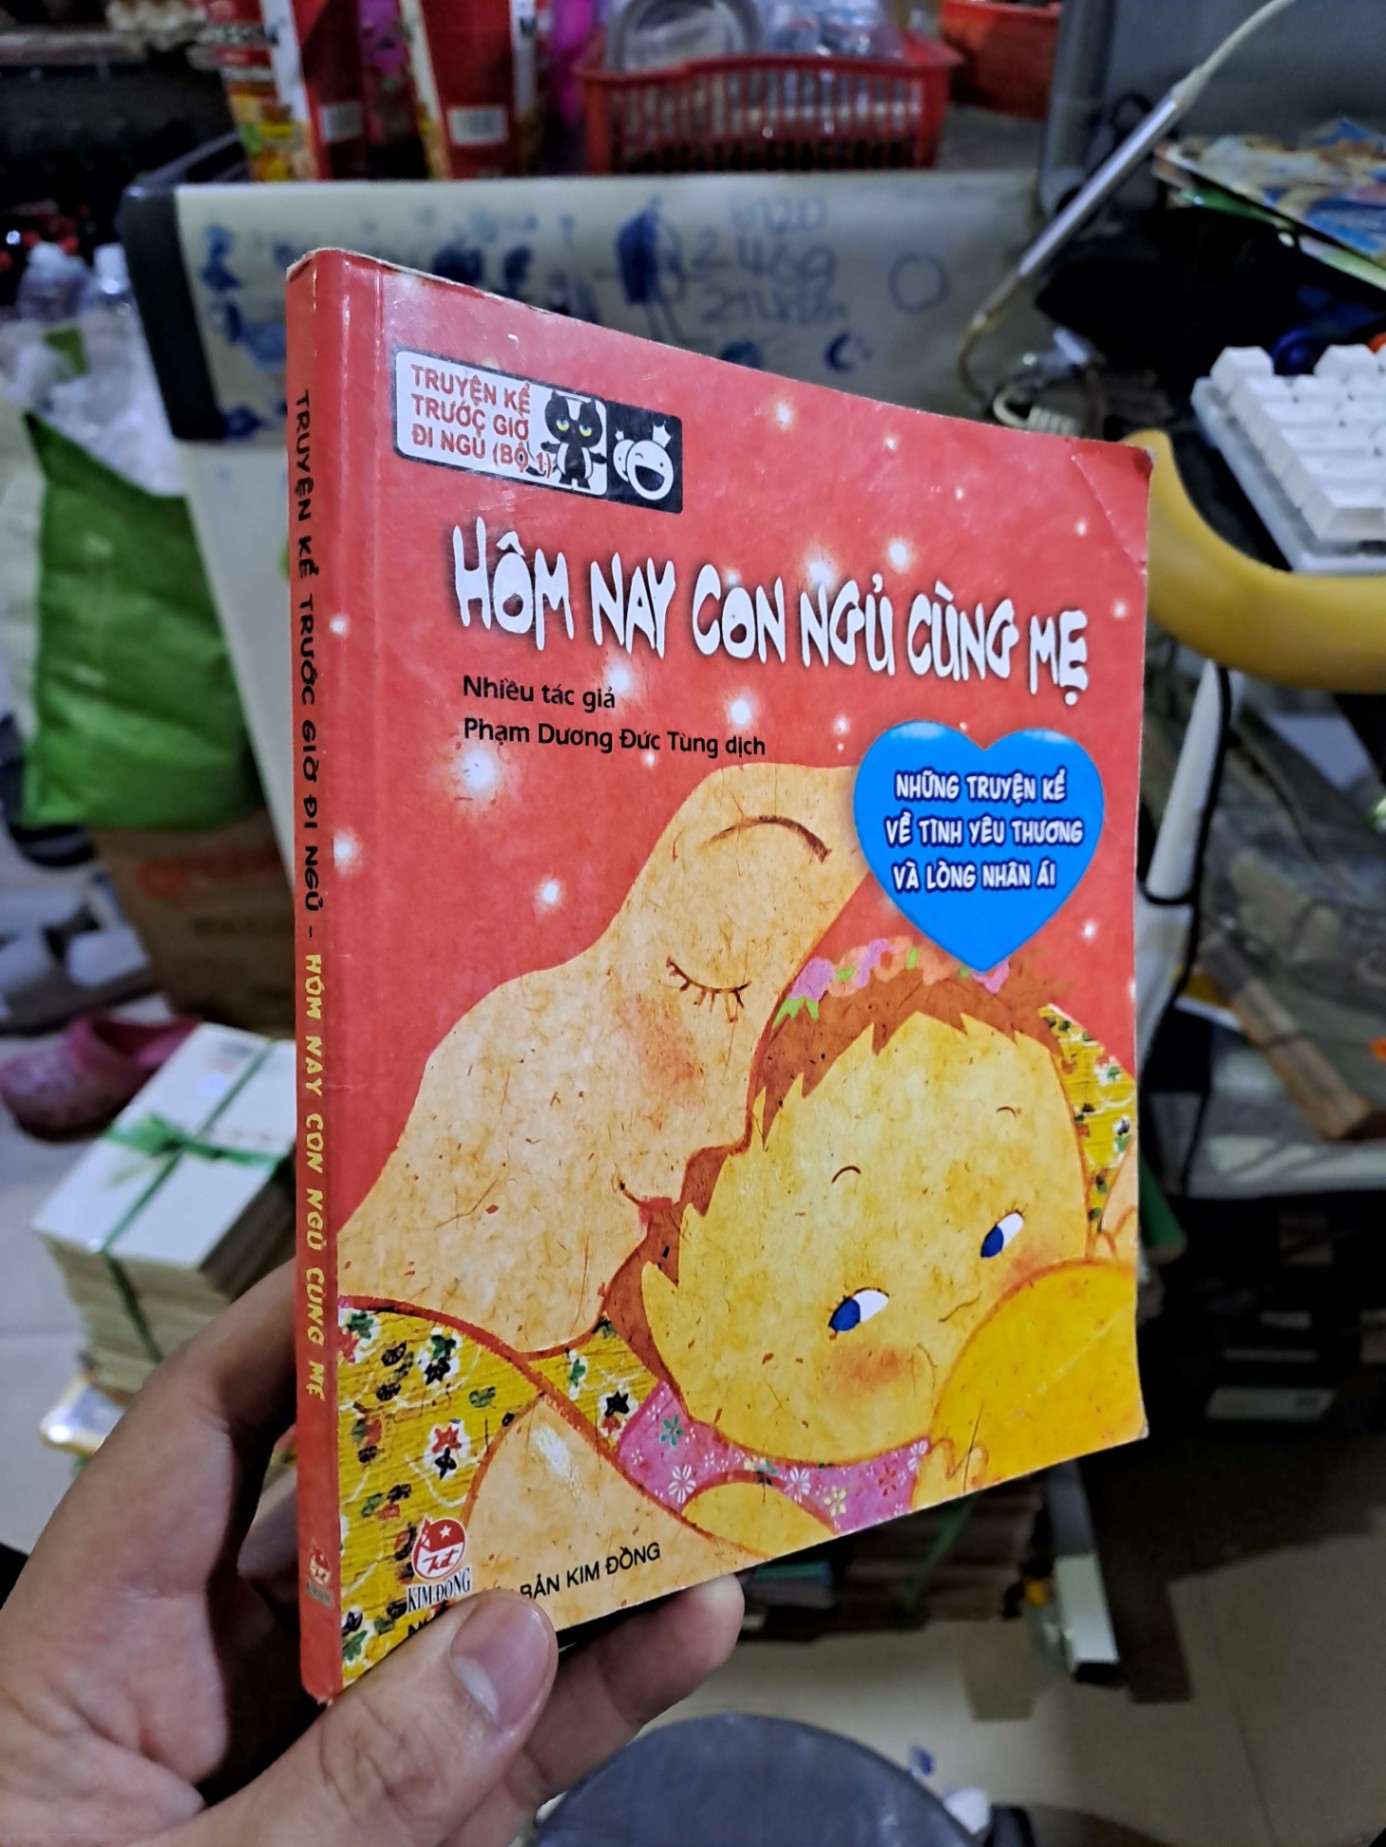 TRUYỆN KỂ
TRƯỚC GIỜ
ĐI NGỦ (BỘ 1)
HÔM NAY CON NGỦ CÙNG MẸ
Nhiều tác giả
Phạm Dương Đức Tùng dịch
NHỮNG TRUYỆN KỂ
VỀ TÌNH YÊU THƯƠNG
VÀ LÒNG NHÂN ÁI
KIM ĐỒNG
BẢN KIM ĐỒNG
TRUYỆN KỂ TRƯỚC GIỜ ĐI NGỦ - HÔM NAY CON NGỦ CÙNG MẸ